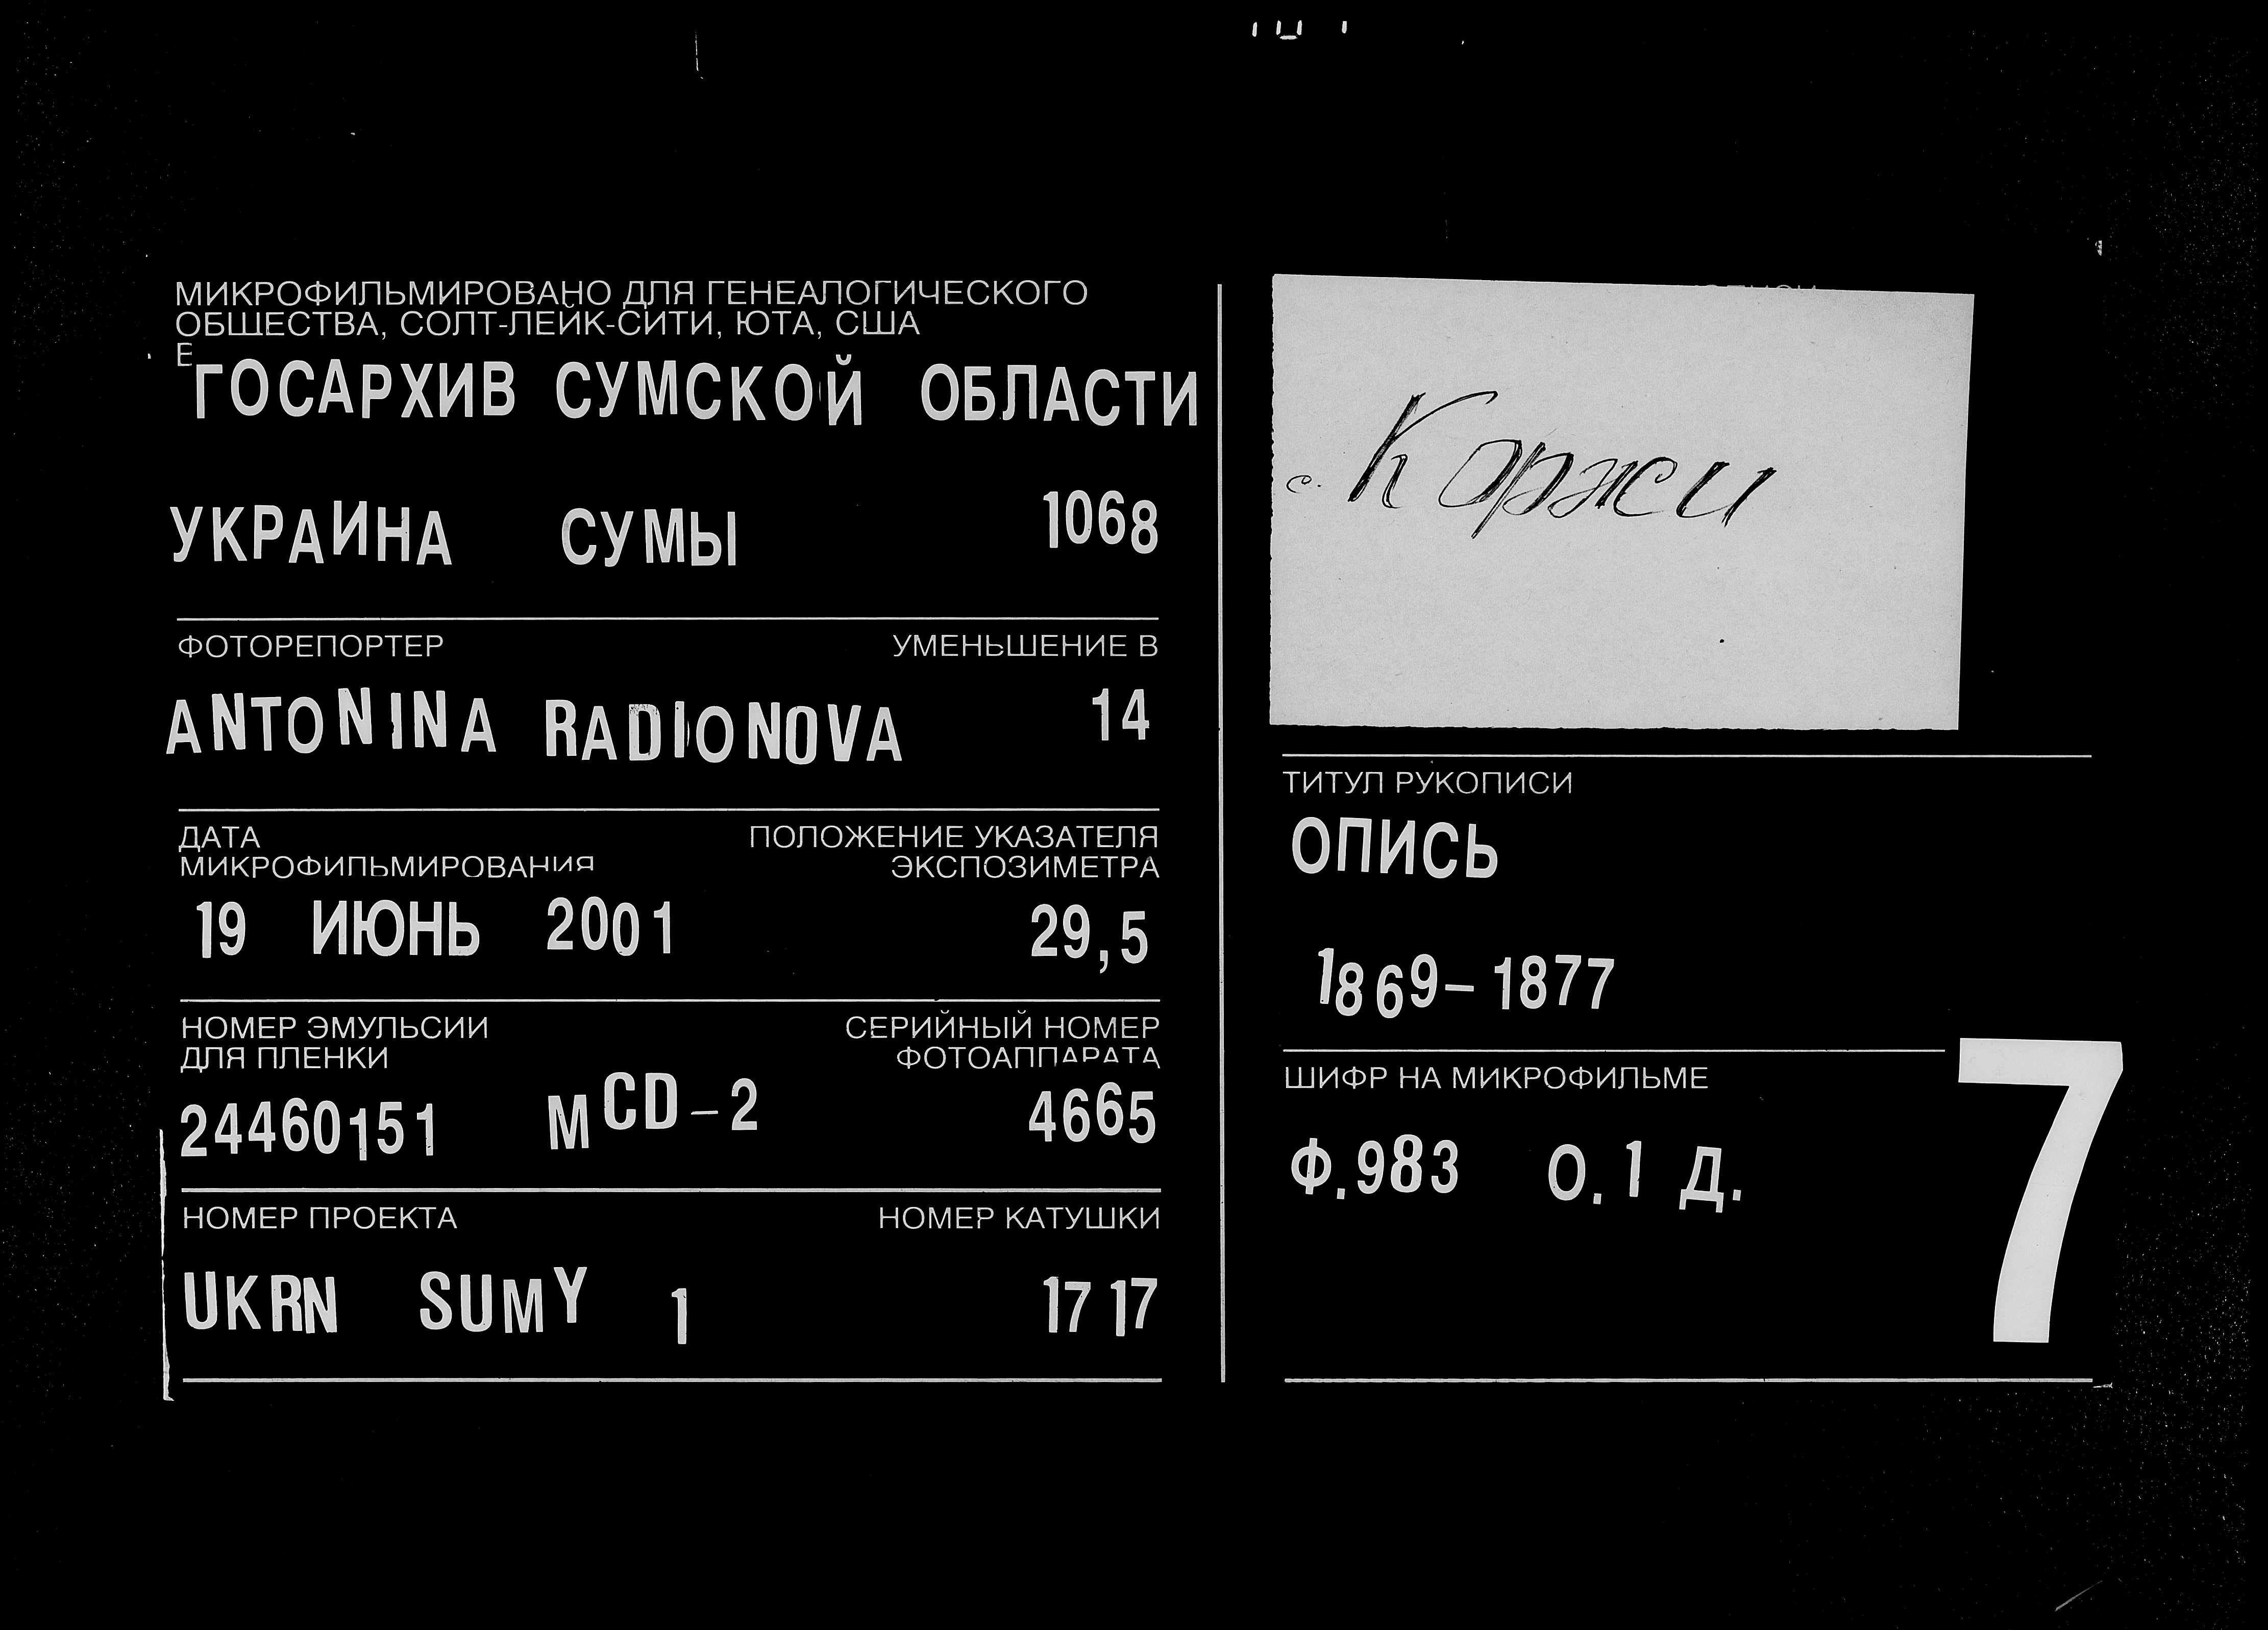 МИКРОФИЛЬМИРОВАНО ДЛЯ ГЕНЕАЛОГИЧЕСКОГО
ОБЩЕСТВА, СОЛТ-ЛЕЙК-СИТИ, ЮТА, США
Е
ГОСАРХИВ СУМСКОЙ ОБЛАСТИ
УКРАИНА СУМЫ 1068
ФОТОРЕПОРТЕР УМЕНЬШЕНИЕ В
ANTONINA RADIONOVA 14
ДАТА ПОЛОЖЕНИЕ УКАЗАТЕЛЯ
МИКРОФИЛЬМИРОВАНИЯ ЭКСПОЗИМЕТРА
19 ИЮНЬ 2001 29,5
НОМЕР ЭМУЛЬСИИ СЕРИЙНЫЙ НОМЕР
ДЛЯ ПЛЕНКИ ФОТОАППАРАТА
24460151 MCD-2 4665
НОМЕР ПРОЕКТА НОМЕР КАТУШКИ
UKRN SUMY 1 1717
с. Коржи
ТИТУЛ РУКОПИСИ
ОПИСЬ
1869-1877
ШИФР НА МИКРОФИЛЬМЕ
Ф.983 О.1 Д. 7